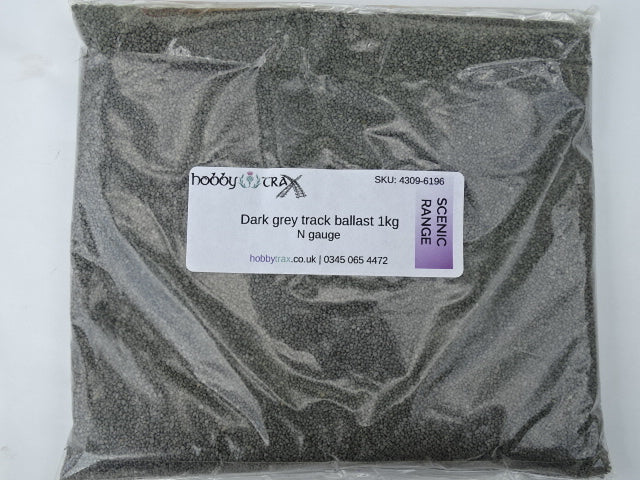 hobby traX
SKU: 4309-6196
Dark grey track ballast 1kg
N gauge
hobbytrax.co.uk | 0345 065 4472
SCENIC
RANGE